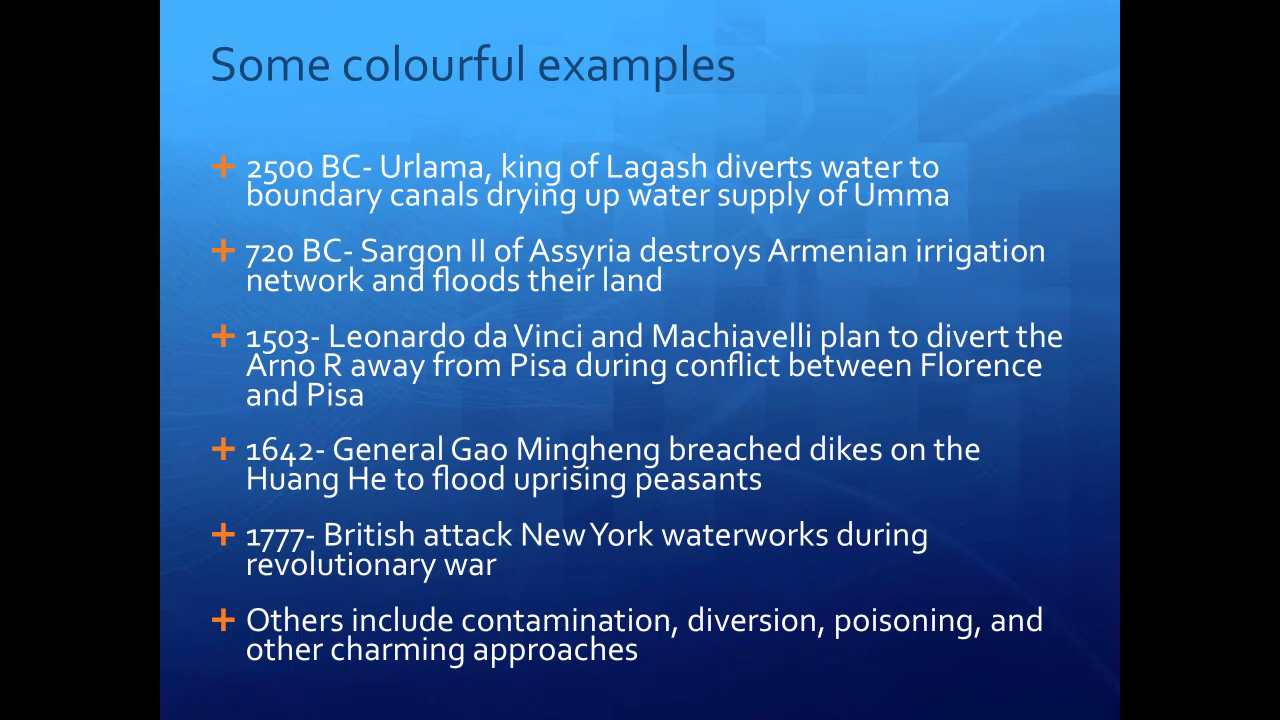 Some colourful examples
2500 BC- Urlama, king of Lagash diverts water to
boundary canals drying up water supply of Umma
720 BC- Sargon II of Assyria destroys Armenian irrigation
network and floods their land
1503- Leonardo da Vinci and Machiavelli plan to divert the
Arno R away from Pisa during conflict between Florence
and Pisa
1642- General Gao Mingheng breached dikes on the
Huang He to flood uprising peasants
1777- British attack New York waterworks during
revolutionary war
Others include contamination, diversion, poisoning, and
other charming approaches